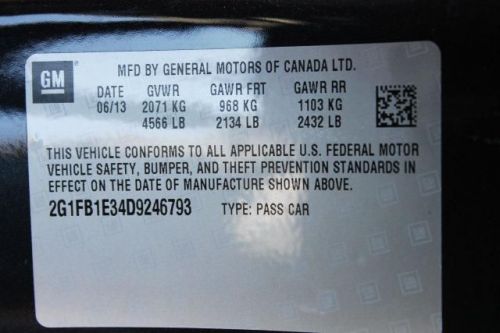 GM
MFD BY GENERAL MOTORS OF CANADA LTD.
DATE GVWR GAWR FRT GAWR RR
06/13 2071 KG 968 KG 1103 KG
4566 LB 2134 LB 2432 LB
THIS VEHICLE CONFORMS TO ALL APPLICABLE U.S. FEDERAL MOTOR
VEHICLE SAFETY, BUMPER, AND THEFT PREVENTION STANDARDS IN
EFFECT ON THE DATE OF MANUFACTURE SHOWN ABOVE
2G1FB1E34D9246793 TYPE: PASS CAR